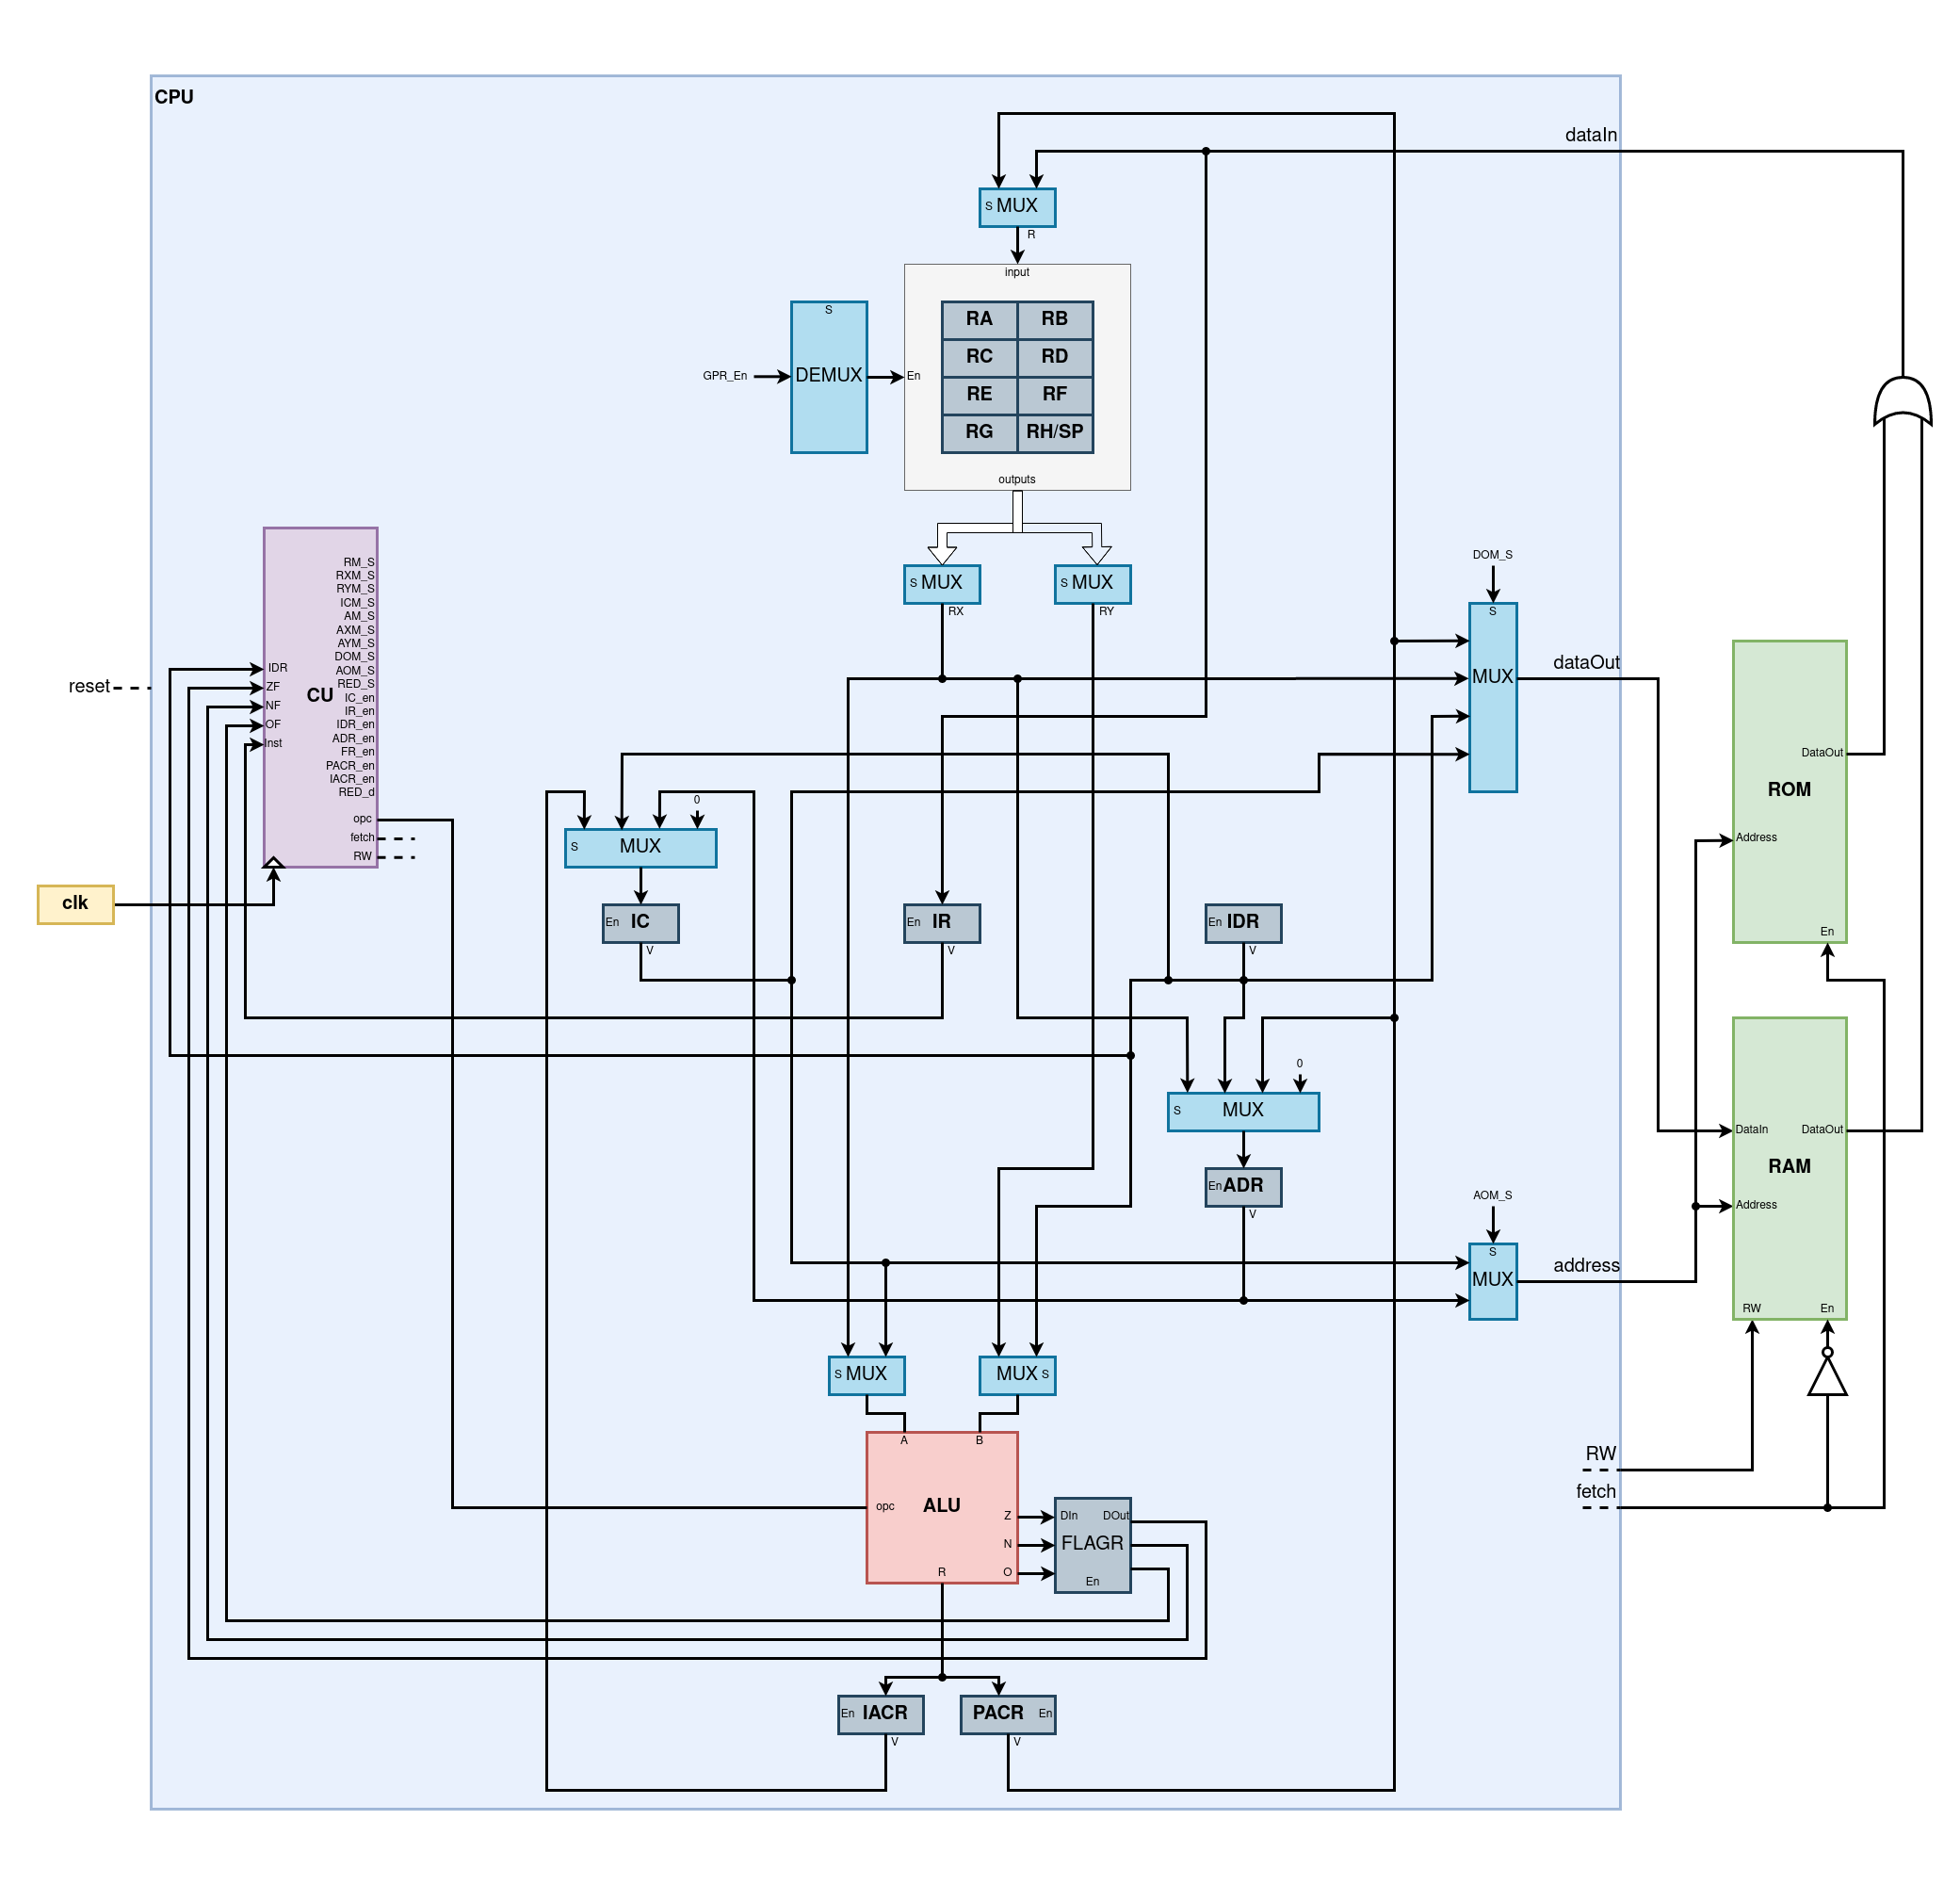 CPU
dataIn
S MUX
R
input
S
RA RB
RC RD
GPR_En DEMUX En
RE RF
RG RH/SP
outputs
DOM_S
RM_S
RXM_S
RYM_S
ICM_S
AM_S
AXM_S
AYM_S
DOM_S
AOM_S
RED_S
IC_en
IR_en
IDR_en
ADR_en
FR_en
PACR_en
IACR_en
RED_d
opc
fetch
RW
IDR
ZF
NF
OF
Inst
CU
reset
clk
S MUX
RX
S MUX
RY
S
MUX
dataOut
0
S MUX
En IC
V
En IR
V
En IDR
V
DataOut
ROM
Address
En
0
S MUX
En ADR
V
DataIn DataOut
RAM
Address
RW En
AOM_S
S
MUX
address
S MUX
MUX S
A B
opc ALU
Z
N
O
R
DIn DOut
FLAGR
En
RW
fetch
En IACR
V
PACR En
V